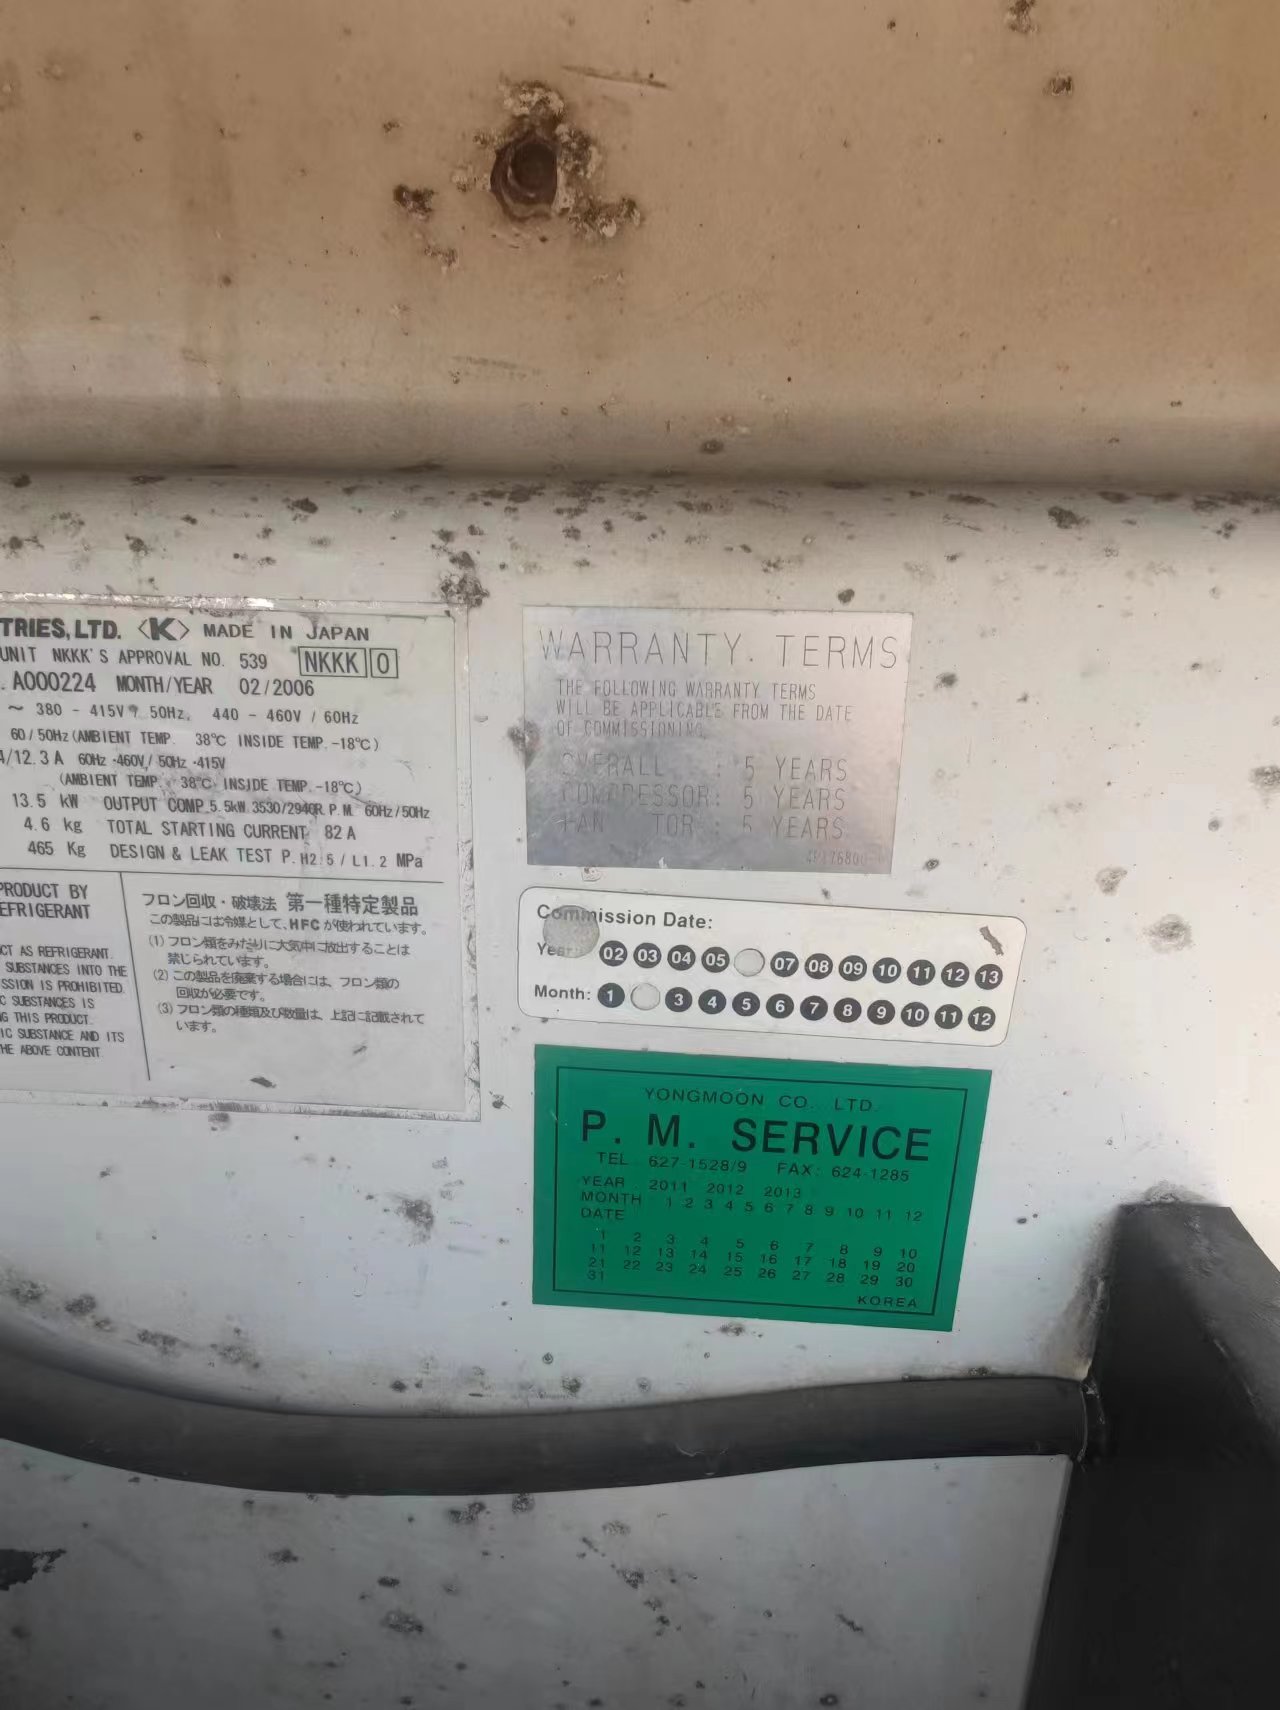 TRIES, LTD. <K> MADE IN JAPAN
UNIT NKKK'S APPROVAL NO. 539 NKKK O
. A000224 MONTH/YEAR 02/2006
~ 380 - 415V 50Hz, 440 - 460V / 60Hz
60/50Hz (AMBIENT TEMP. 38℃ INSIDE TEMP. -18℃)
A/12.3 A 60Hz ·460V/ 50Hz ·415V
(AMBIENT TEMP. 38℃ INSIDE TEMP. -18℃)
13.5 kW OUTPUT COMP. 5.5kW. 3530/2940R.P.M. 60Hz/50Hz
4.6 kg TOTAL STARTING CURRENT 82 A
465 Kg DESIGN & LEAK TEST P. H2.5 / L1.2 MPa
PRODUCT BY
EFRIGERANT
CT AS REFRIGERANT.
SUBSTANCES INTO THE
SSION IS PROHIBITED.
C SUBSTANCES IS
G THIS PRODUCT.
IC SUBSTANCE AND ITS
HE ABOVE CONTENT
フロン回収・破壊法 第一種特定製品
この製品には冷媒として、HFCが使われています。
(1) フロン類をみだりに大気中に放出することは
禁じられています。
(2) この製品を廃棄する場合には、フロン類の
回収が必要です。
(3) フロン類の種類及び数量は、上記に記載されて
います。
WARRANTY. TERMS
THE FOLLOWING WARRANTY TERMS
WILL BE APPLICABLE FROM THE DATE
OF COMMISSIONING.
OVERALL : 5 YEARS
COMPRESSOR: 5 YEARS
FAN TOR : 5 YEARS
Commission Date:
Year: 02 03 04 05 07 08 09 10 11 12 13
Month: 1 3 4 5 6 7 8 9 10 11 12
YONGMOON CO. LTD.
P. M. SERVICE
TEL 627-1528/9 FAX: 624-1285
YEAR 2011 2012 2013
MONTH 1 2 3 4 5 6 7 8 9 10 11 12
DATE
1 2 3 4 5 6 7 8 9 10
11 12 13 14 15 16 17 18 19 20
21 22 23 24 25 26 27 28 29 30
31
KOREA